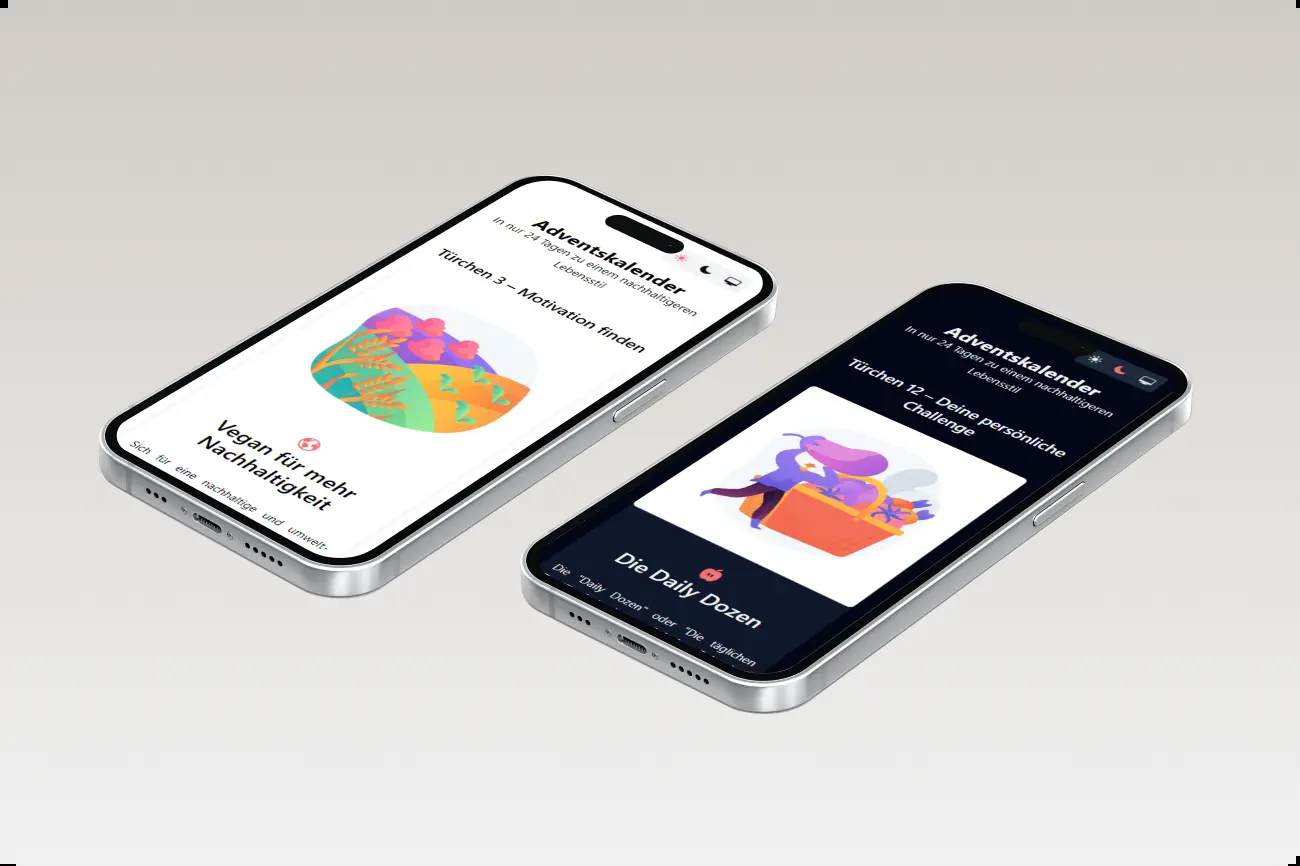 Adventskalender
In nur 24 Tagen zu einem nachhaltigeren
Lebensstil
Türchen 3 – Motivation finden
Vegan für mehr
Nachhaltigkeit
Sich für eine nachhaltige und umwelt-
Adventskalender
In nur 24 Tagen zu einem nachhaltigeren
Lebensstil
Türchen 12 – Deine persönliche
Challenge
Die Daily Dozen
Die "Daily Dozen" oder "Die täglichen